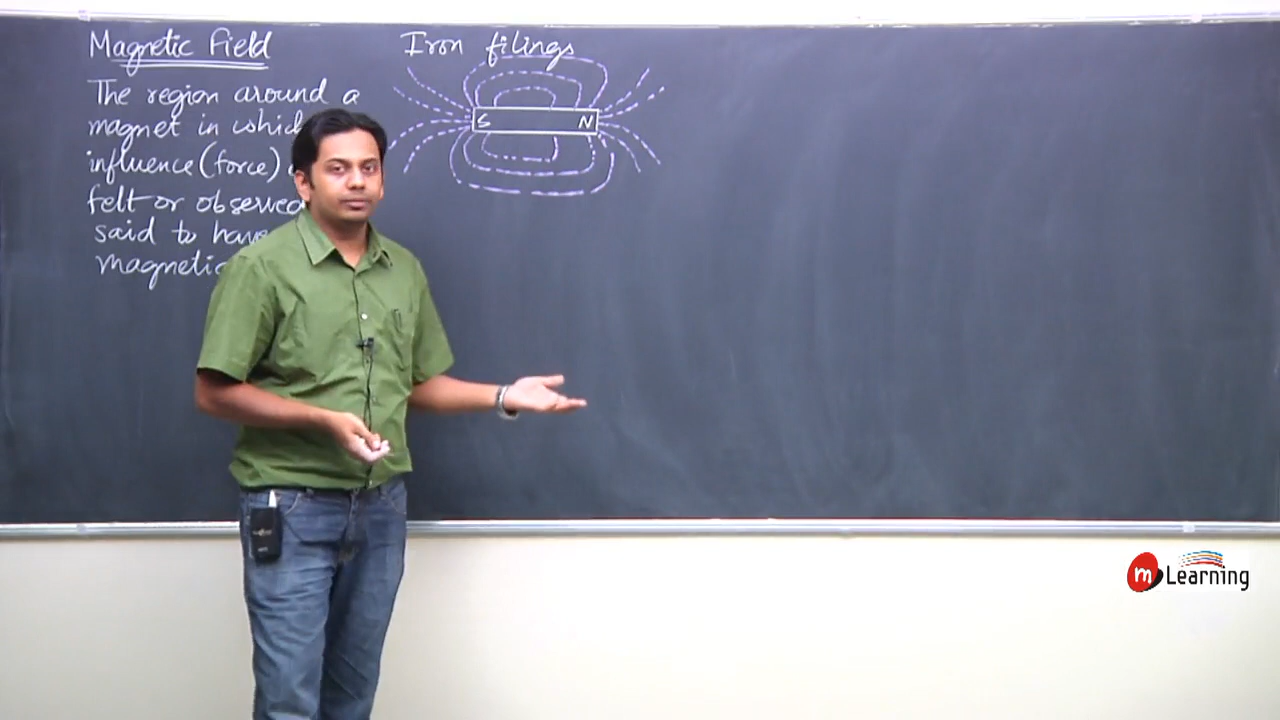 Magnetic Field
The region around a
magnet in which
influence (force)
felt or observed
said to have
magnetic
Iron filings
S N
m Learning